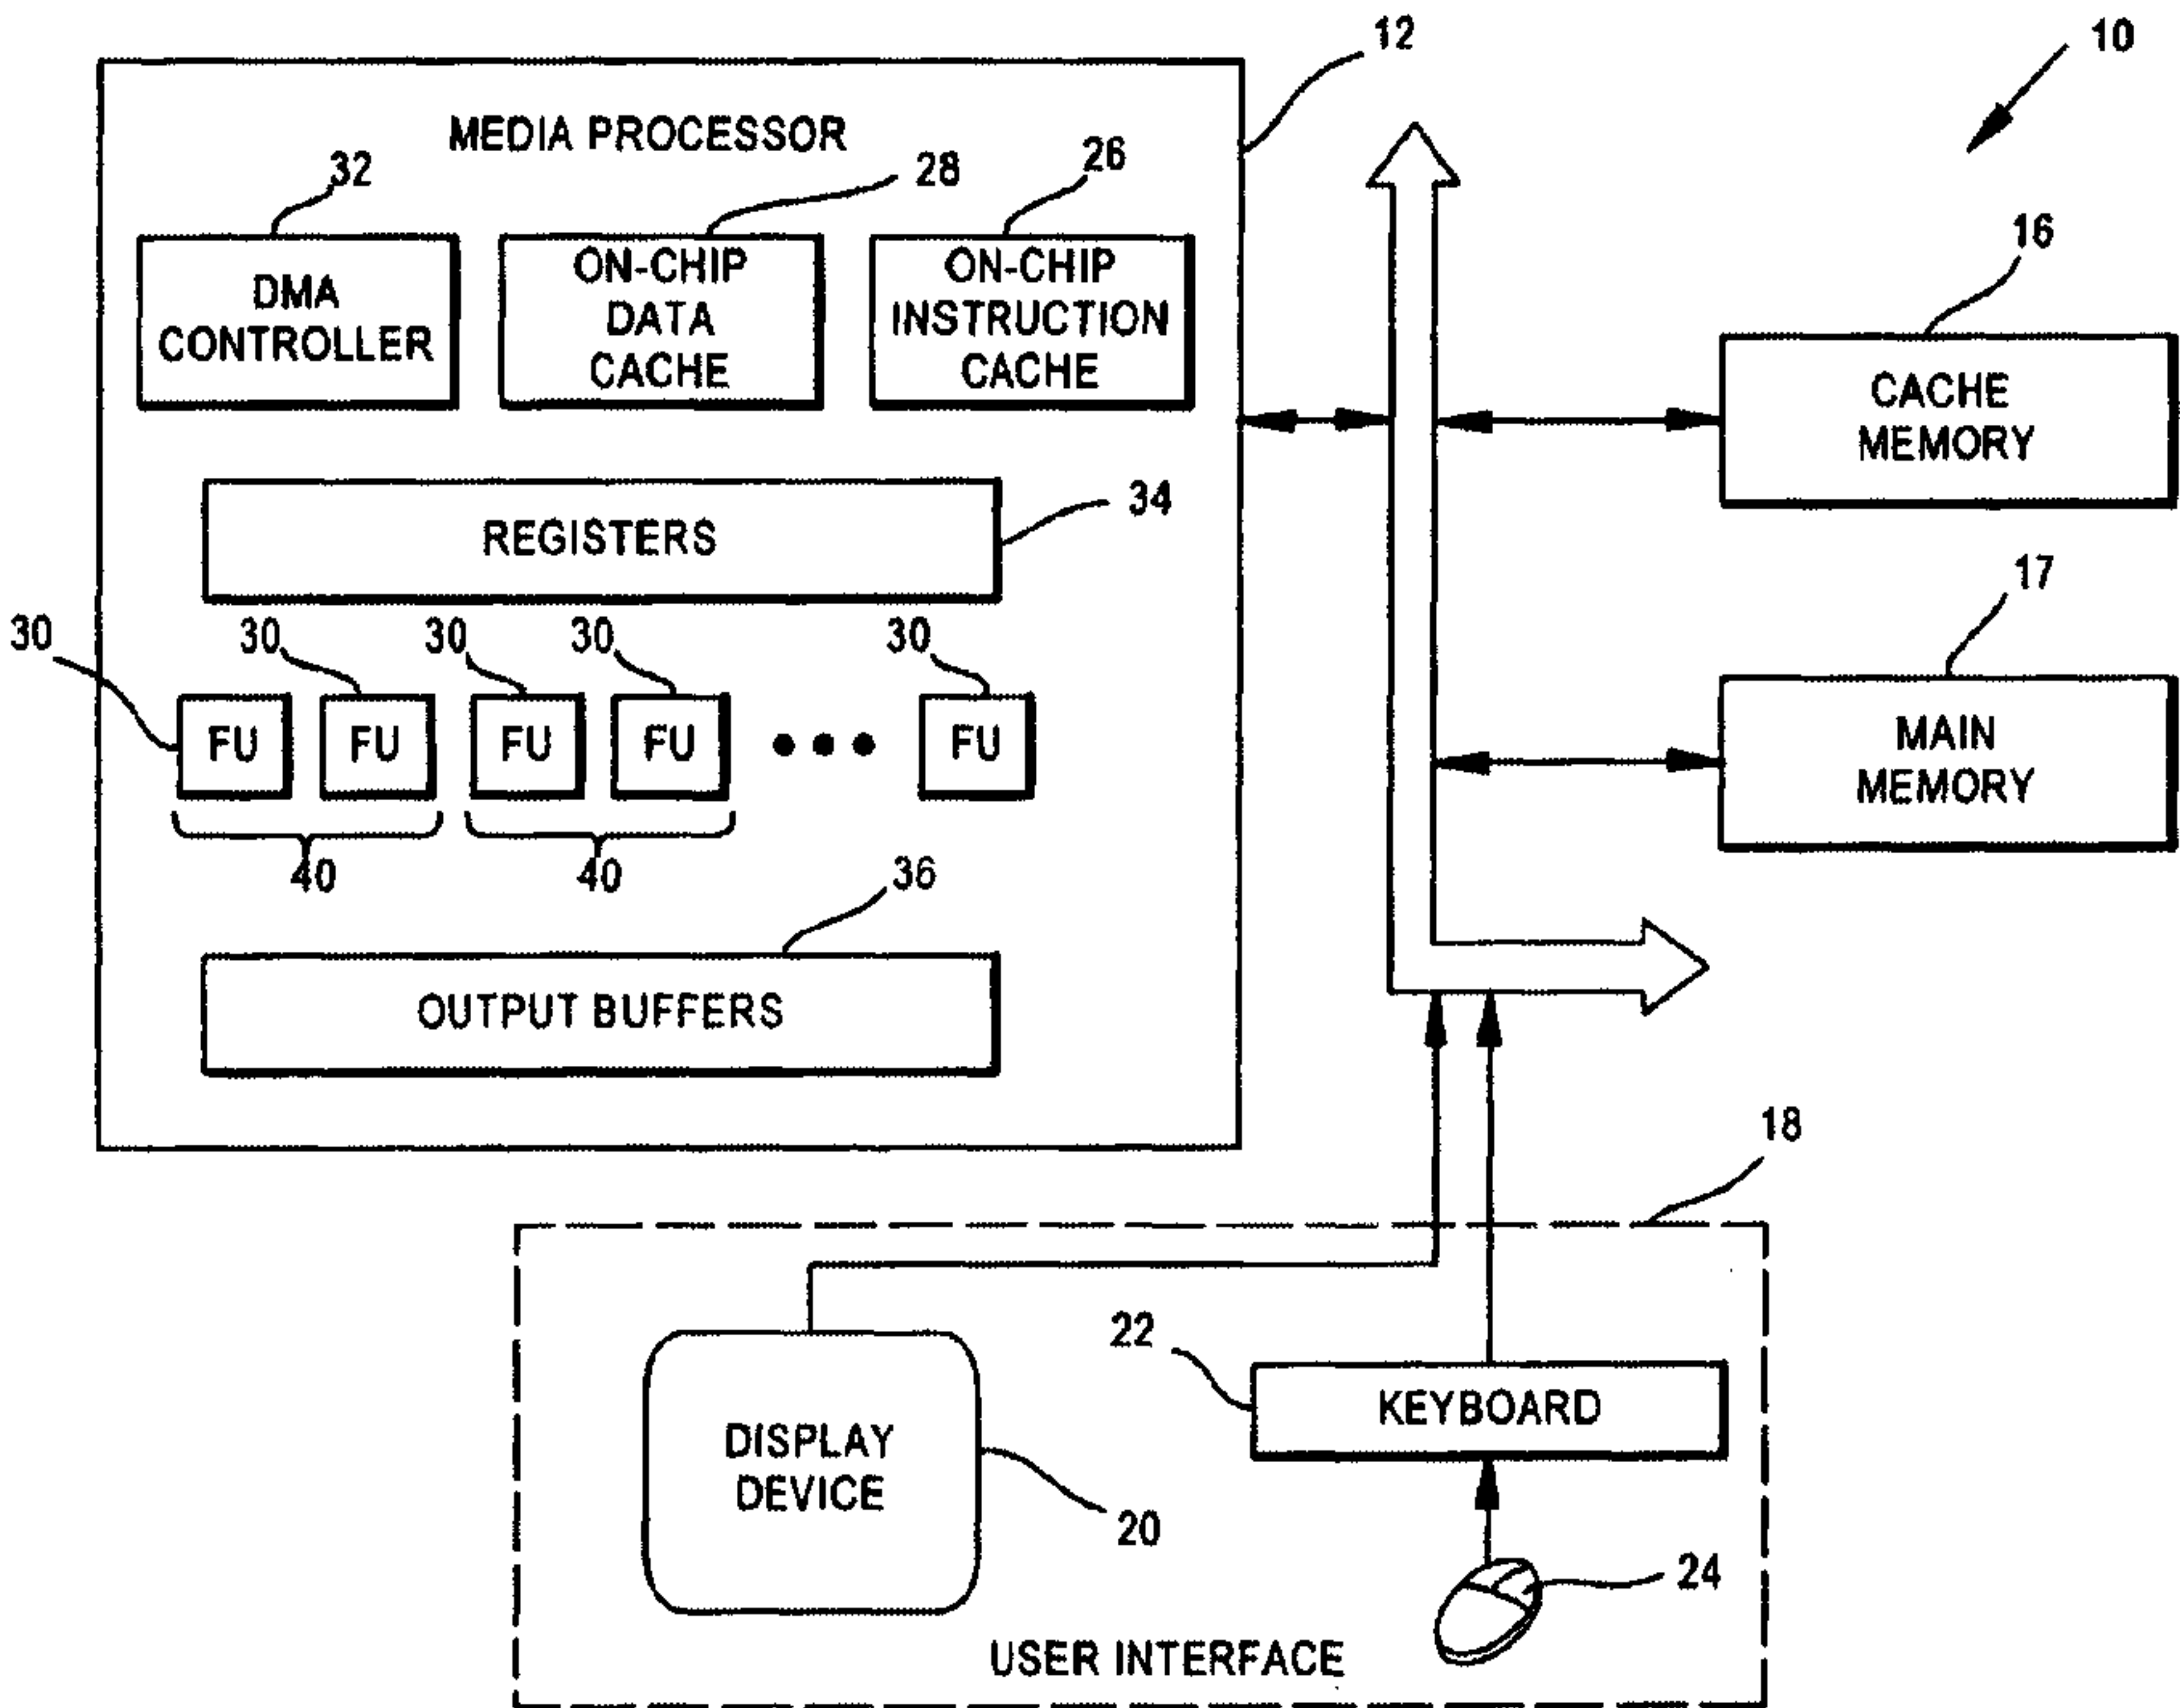 12
10
MEDIA PROCESSOR
32
28
26
16
DMA
CONTROLLER
ON-CHIP
DATA
CACHE
ON-CHIP
INSTRUCTION
CACHE
CACHE
MEMORY
34
REGISTERS
17
30
30
30
30
30
FU
FU
FU
FU
FU
MAIN
MEMORY
40
40
36
OUTPUT BUFFERS
18
22
KEYBOARD
DISPLAY
DEVICE
20
24
USER INTERFACE